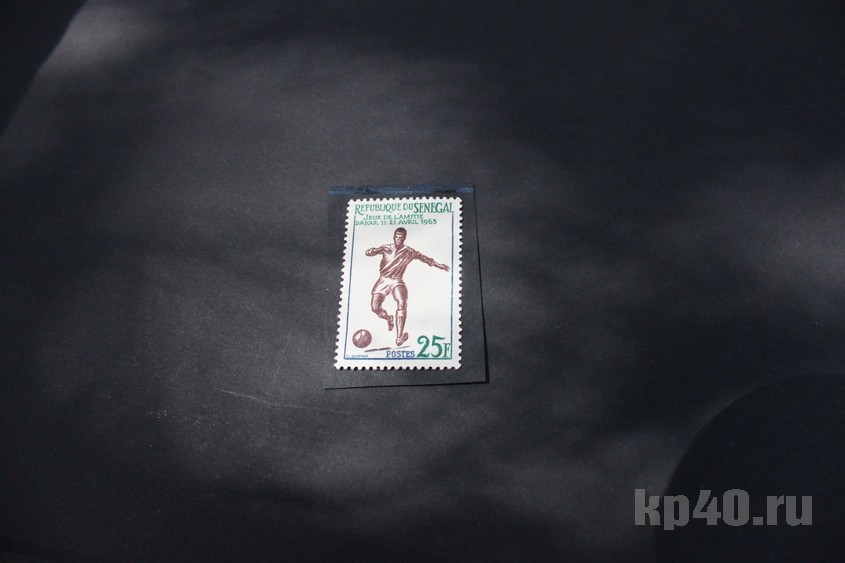 REPUBLIQUE DU SENEGAL
JEUX DE L'AMITIE
DAKAR 11-21 AVRIL 1963
POSTES 25F
kp40.ru